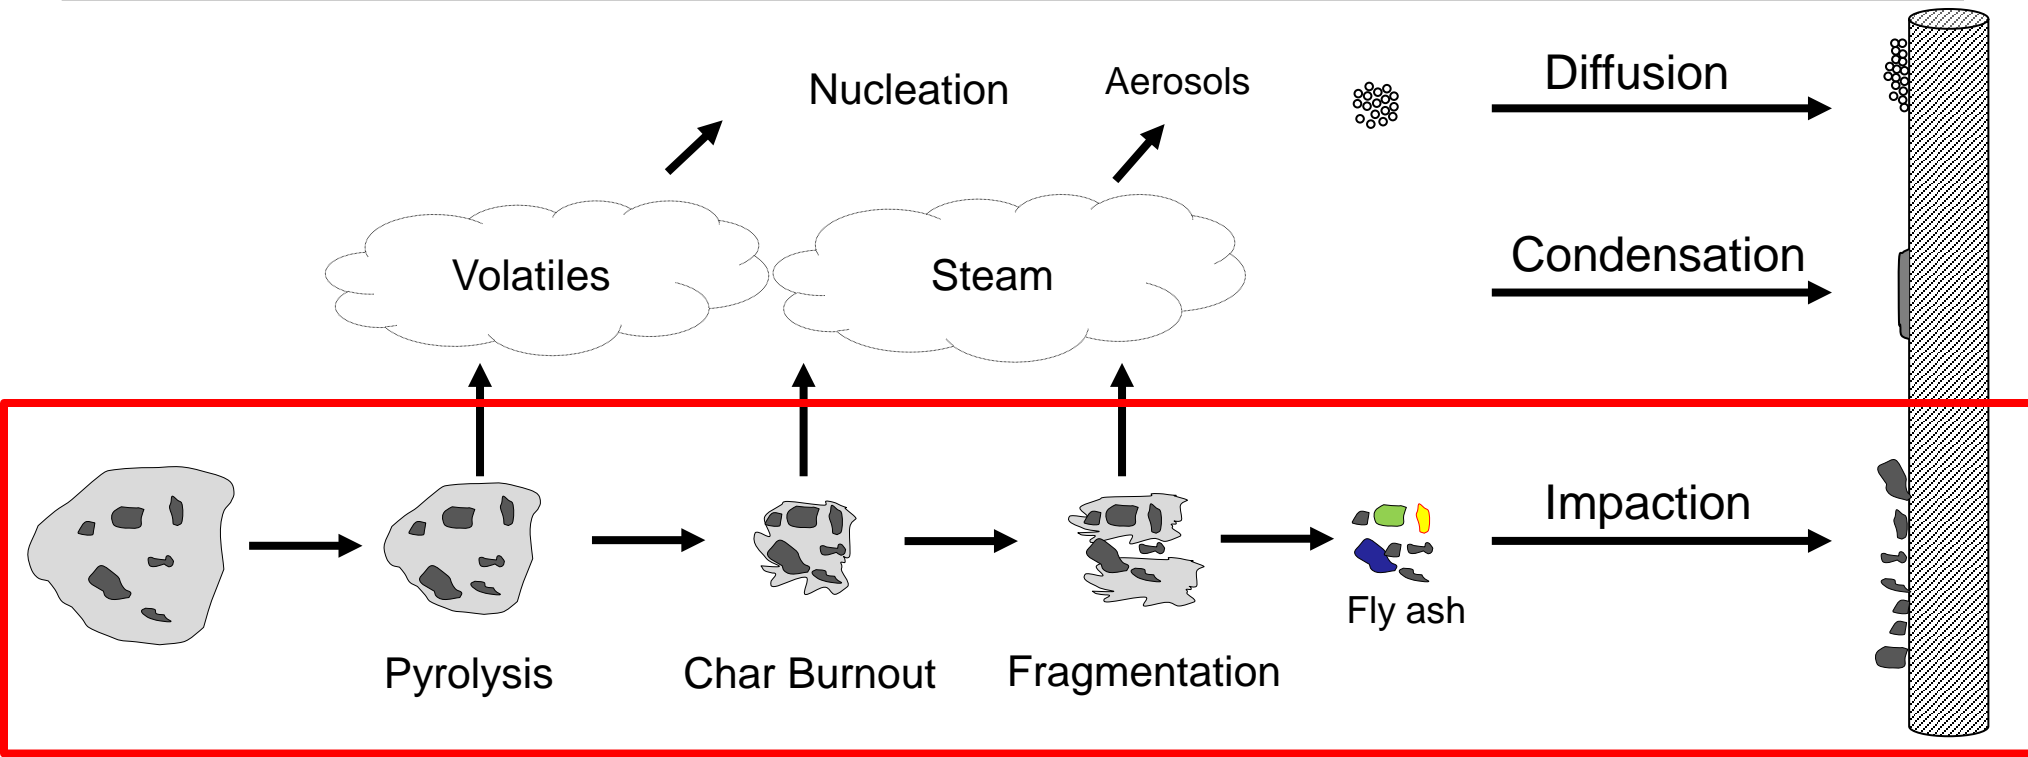 Nucleation
Aerosols
Diffusion
Volatiles
Steam
Condensation
Impaction
Fly ash
Pyrolysis
Char Burnout
Fragmentation